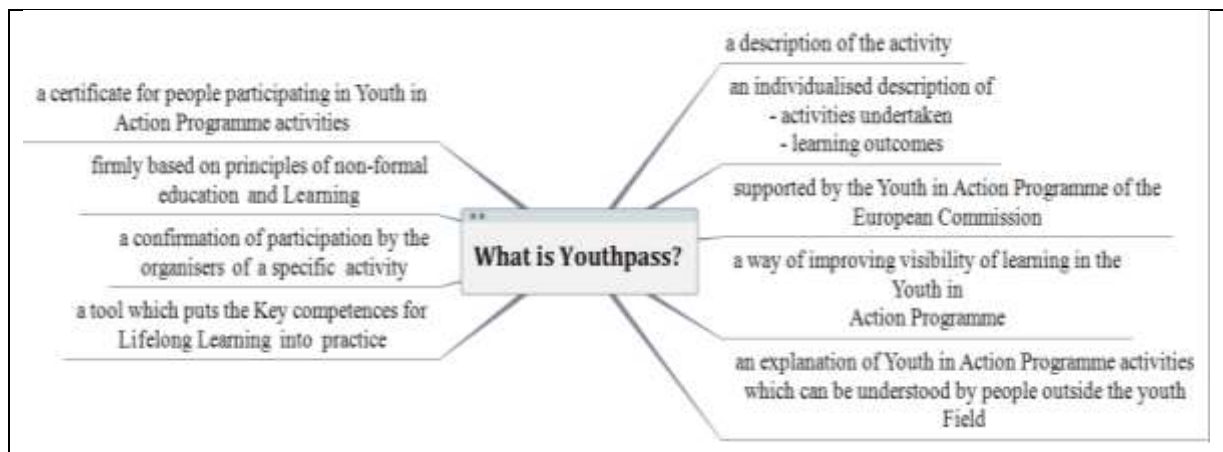 a certificate for people participating in Youth in
Action Programme activities
firmly based on principles of non-formal
education and Learning
a confirmation of participation by the
organisers of a specific activity
a tool which puts the Key competences for
Lifelong Learning into practice
What is Youthpass?
a description of the activity
an individualised description of
- activities undertaken
- learning outcomes
supported by the Youth in Action Programme of the
European Commission
a way of improving visibility of learning in the
Youth in
Action Programme
an explanation of Youth in Action Programme activities
which can be understood by people outside the youth
Field